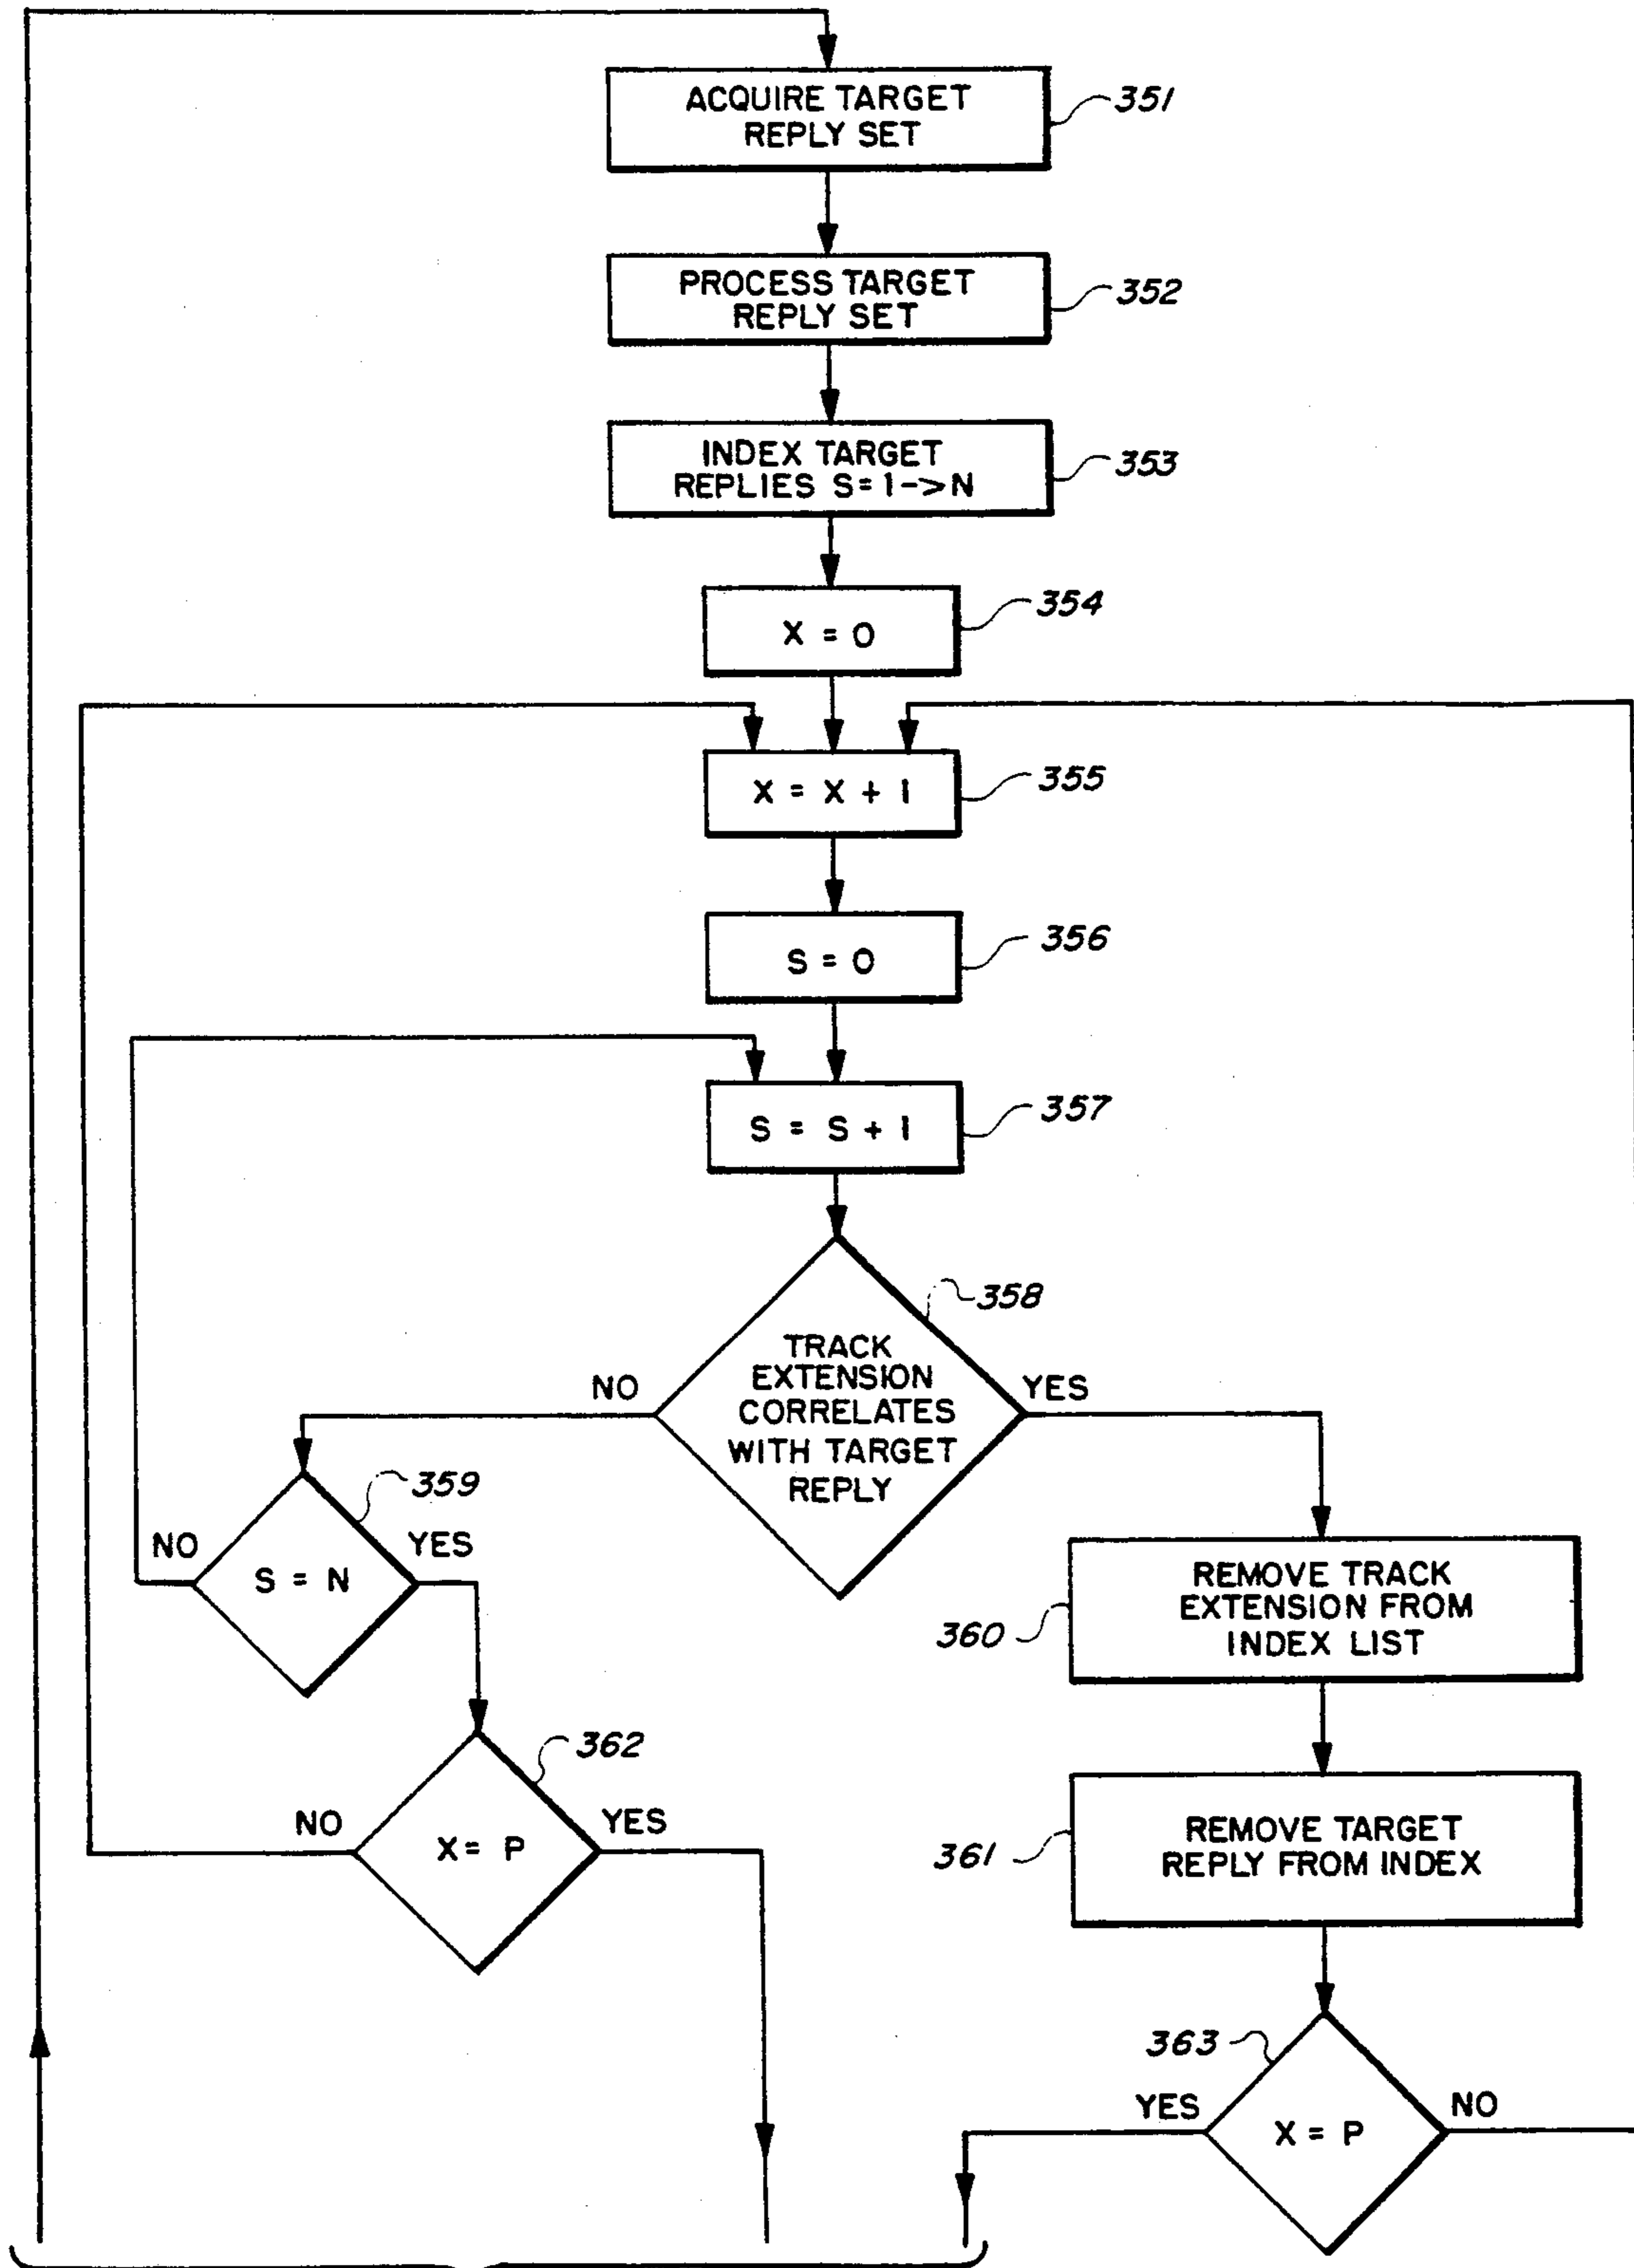 ACQUIRE TARGET
REPLY SET
351
PROCESS TARGET
REPLY SET
352
INDEX TARGET
REPLIES S=1->N
353
X = 0
354
X = X + 1
355
S = 0
356
S = S + 1
357
358
TRACK
EXTENSION
CORRELATES
WITH TARGET
REPLY
NO
YES
359
S = N
NO
YES
REMOVE TRACK
EXTENSION FROM
INDEX LIST
360
362
X = P
NO
YES
REMOVE TARGET
REPLY FROM INDEX
361
363
X = P
YES
NO